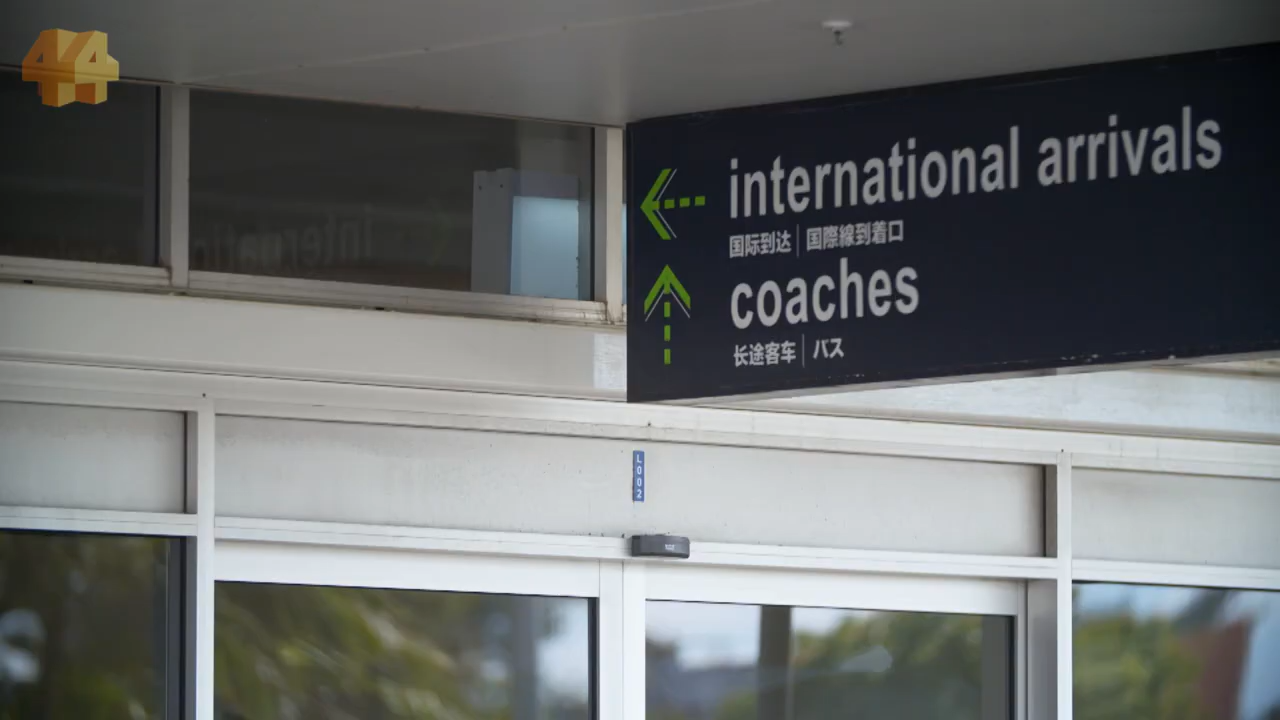 44
international arrivals
国际到达 | 国際線到着口
coaches
长途客车 | バス
L002